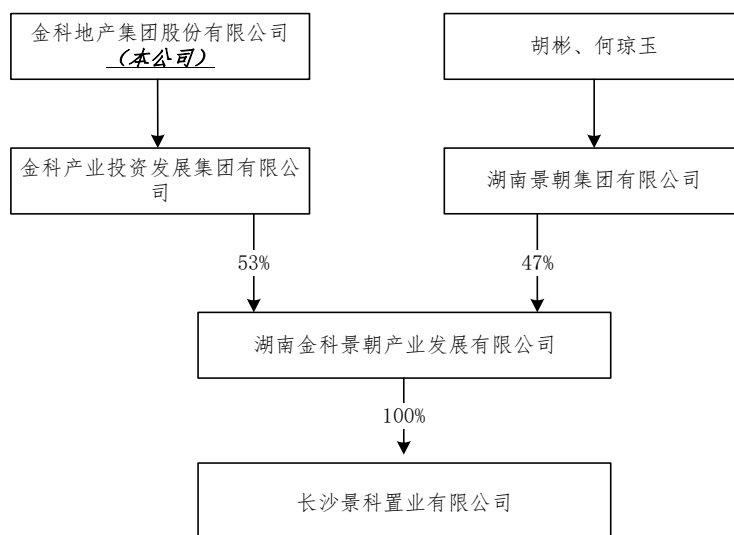 金科地产集团股份有限公司
（本公司）
胡彬、何琼玉
金科产业投资发展集团有限公
司
湖南景朝集团有限公司
53%
47%
湖南金科景朝产业发展有限公司
100%
长沙景科置业有限公司